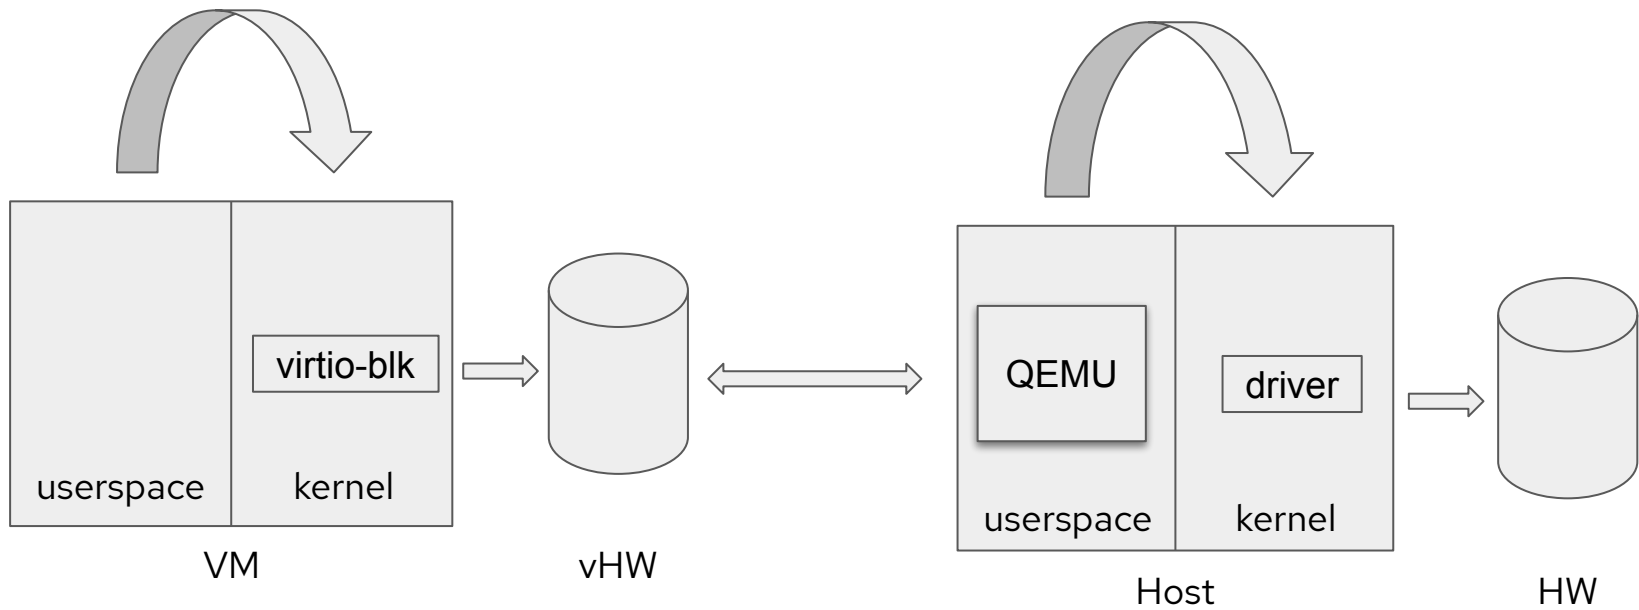 virtio-blk
userspace
kernel
VM
vHW
QEMU
driver
userspace
kernel
Host
HW